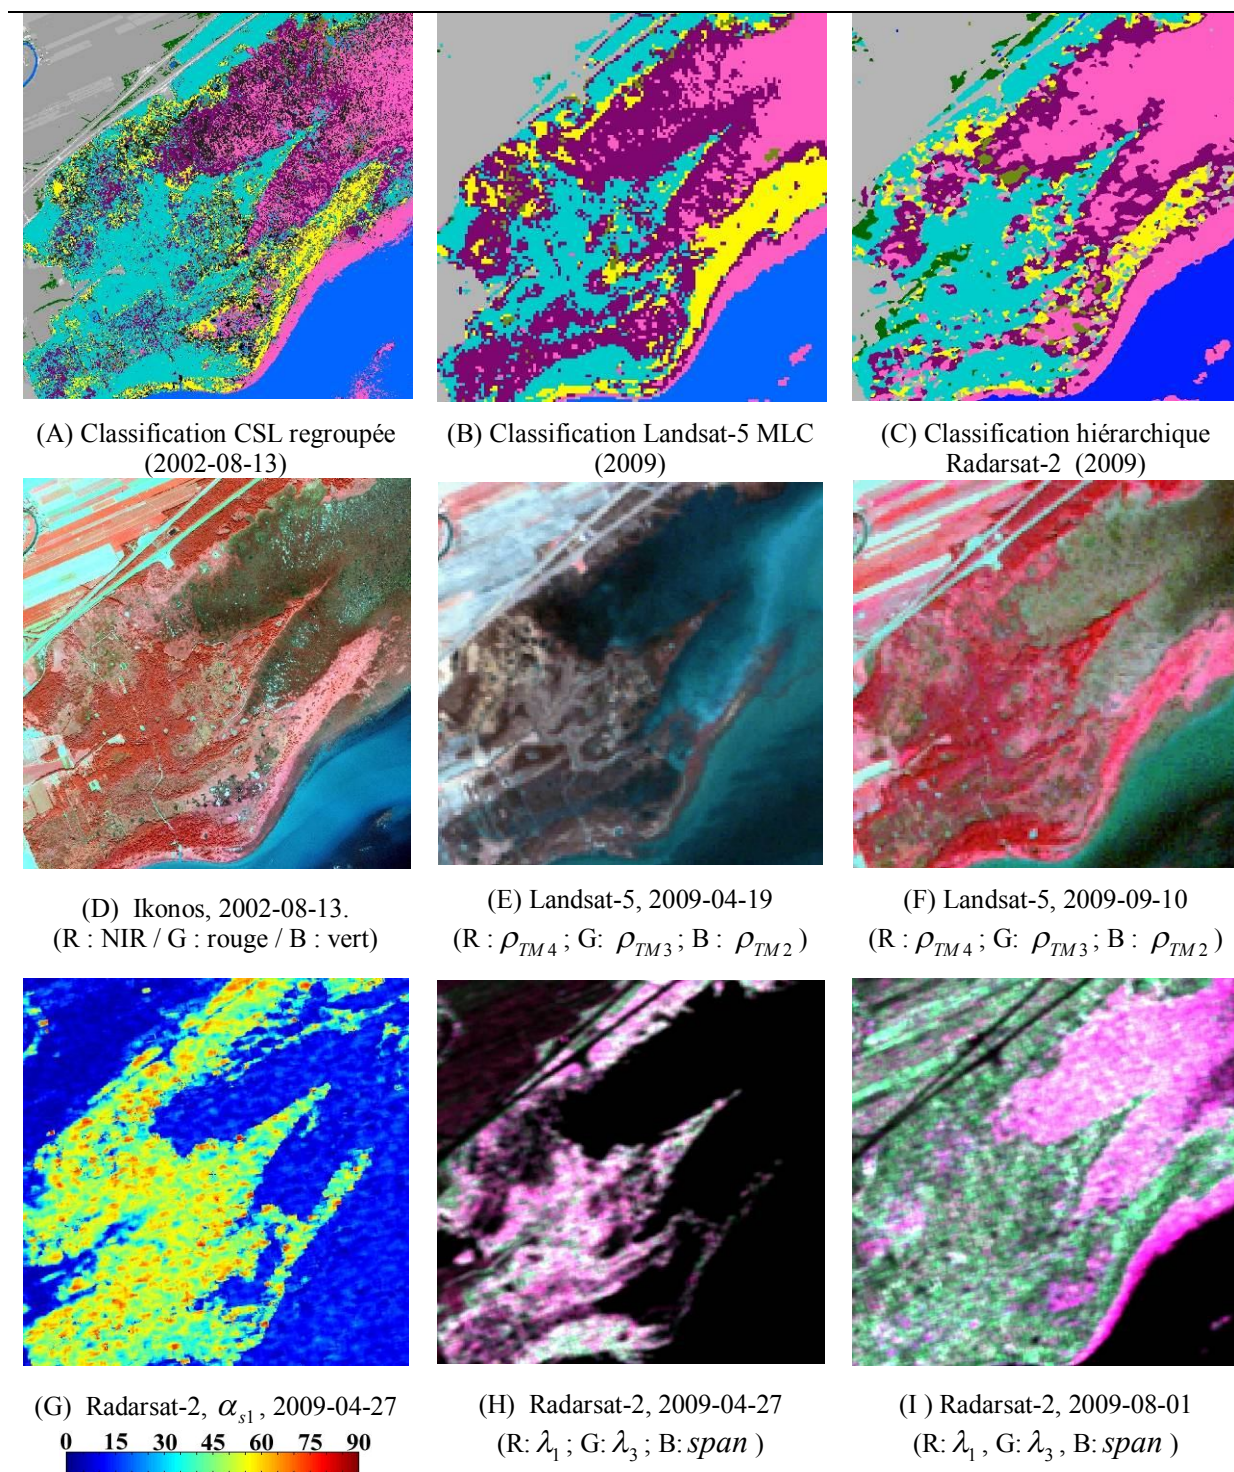 (A) Classification CSL regroupée
(2002-08-13)
(B) Classification Landsat-5 MLC
(2009)
(C) Classification hiérarchique
Radarsat-2 (2009)
(D) Ikonos, 2002-08-13.
(R : NIR / G : rouge / B : vert)
(E) Landsat-5, 2009-04-19
(R : ρTM4 ; G: ρTM3 ; B : ρTM2 )
(F) Landsat-5, 2009-09-10
(R : ρTM4 ; G: ρTM3 ; B : ρTM2 )
(G) Radarsat-2, αs1 , 2009-04-27
0 15 30 45 60 75 90
(H) Radarsat-2, 2009-04-27
(R: λ1 ; G: λ3 ; B: span )
(I ) Radarsat-2, 2009-08-01
(R: λ1 , G: λ3 , B: span )